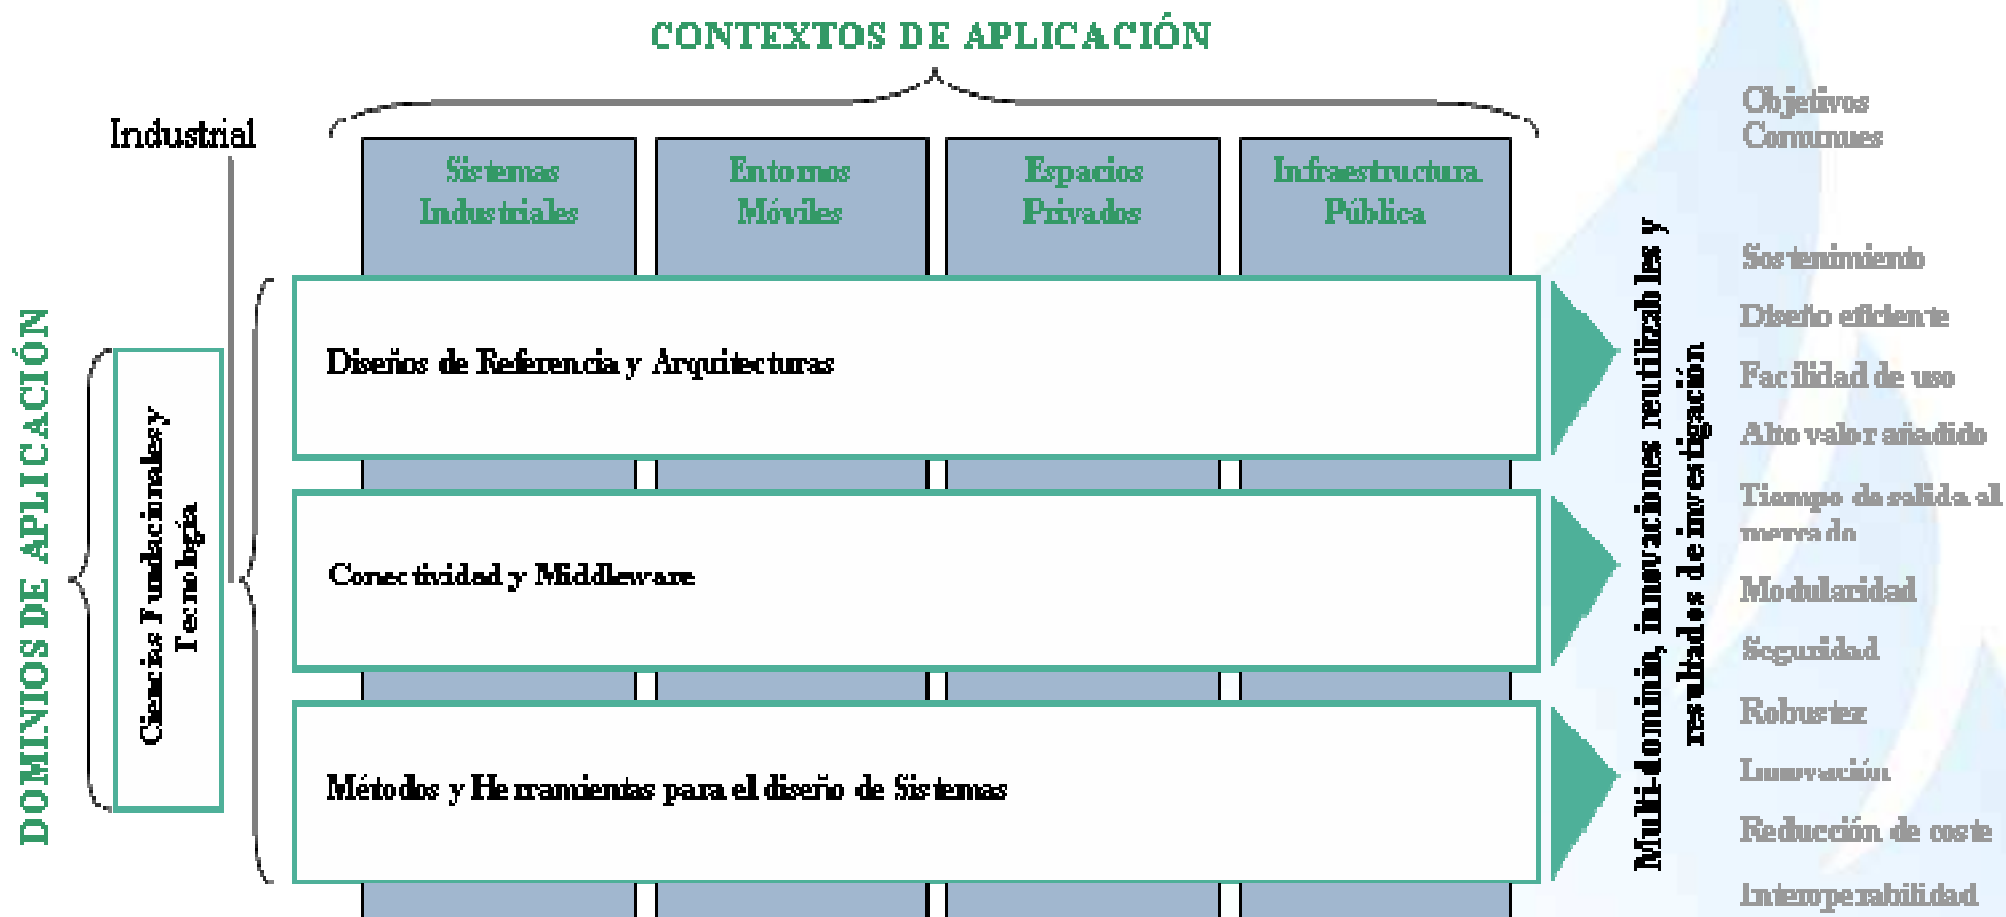 CONTEXTOS DE APLICACIÓN
Industrial
Sistemas
Industriales
Entornos
Móviles
Espacios
Privados
Infraestructura
Pública
DOMINIOS DE APLICACIÓN
Ciencias Fundacionales y
Tecnología
Diseños de Referencia y Arquitecturas
Conectividad y Middleware
Métodos y Herramientas para el diseño de Sistemas
Multi-dominio, innovaciones reutilizables y
resultados de investigación
Objetivos
Comunues
Sostenimiento
Diseño eficiente
Facilidad de uso
Alto valor añadido
Tiempo de salida al
mercado
Modularidad
Seguridad
Robustez
Innovación
Reducción de coste
Interoperabilidad